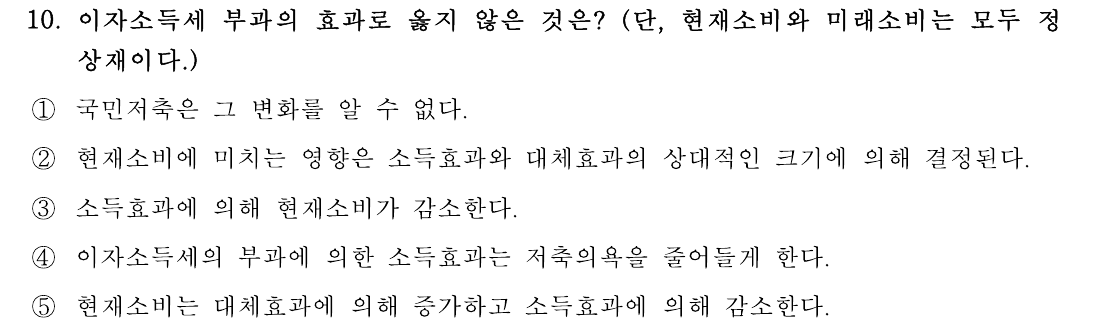 10. 이자소득세 부과의 효과로 옳지 않은 것은? (단, 현재소비와 미래소비는 모두 정
상재이다.)
① 국민저축은 그 변화를 알 수 없다.
② 현재소비에 미치는 영향은 소득효과와 대체효과의 상대적인 크기에 의해 결정된다.
③ 소득효과에 의해 현재소비가 감소한다.
④ 이자소득세의 부과에 의한 소득효과는 저축의욕을 줄어들게 한다.
⑤ 현재소비는 대체효과에 의해 증가하고 소득효과에 의해 감소한다.